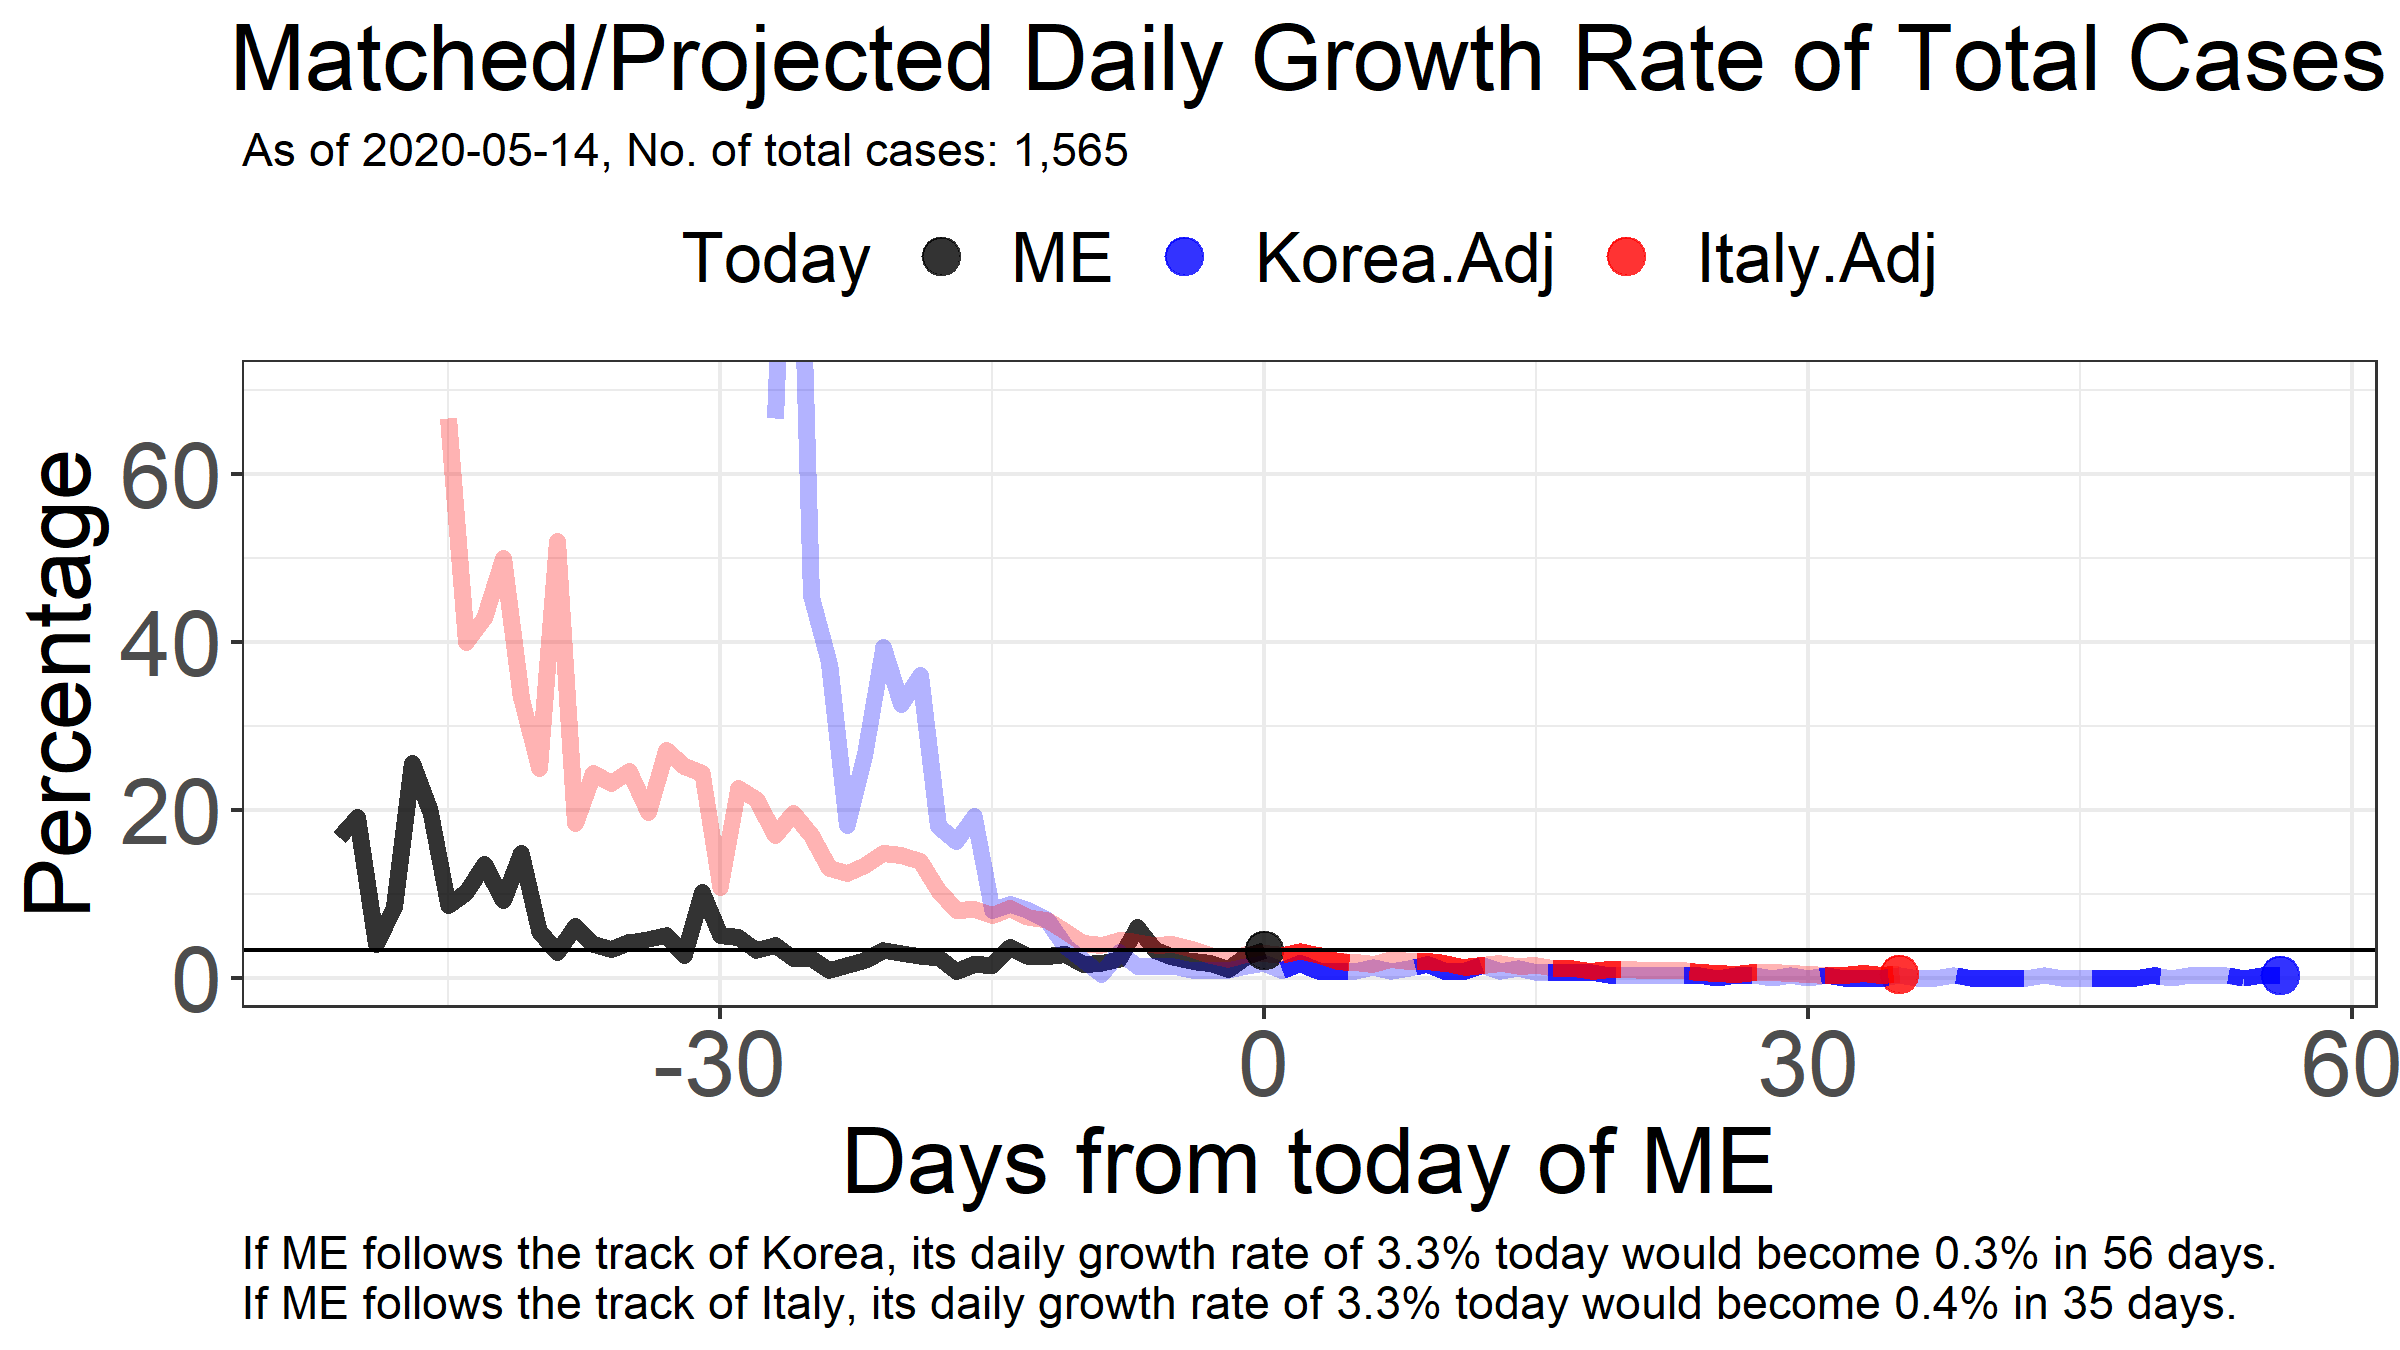 Matched/Projected Daily Growth Rate of Total Cases
As of 2020-05-14, No. of total cases: 1,565
Today ME Korea.Adj Italy.Adj
Percentage
60
40
20
0
-30 0 30 60
Days from today of ME
If ME follows the track of Korea, its daily growth rate of 3.3% today would become 0.3% in 56 days.
If ME follows the track of Italy, its daily growth rate of 3.3% today would become 0.4% in 35 days.